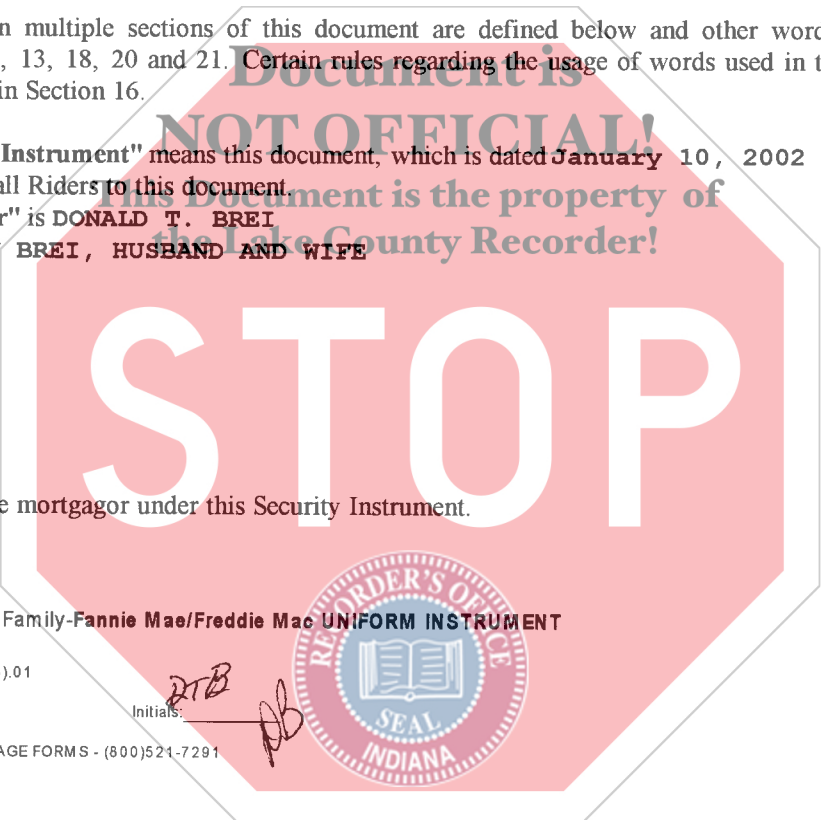 n multiple sections of this document are defined below and other word
, 13, 18, 20 and 21. Certain rules regarding the usage of words used in t
in Section 16.
Document is
NOT OFFICIAL!
This Document is the property of
the Lake County Recorder!
Instrument" means this document, which is dated January 10, 2002
all Riders to this document.
r" is DONALD T. BREI
BREI, HUSBAND AND WIFE
STOP
e mortgagor under this Security Instrument.
Family-Fannie Mae/Freddie Mac UNIFORM INSTRUMENT
).01
DTB
Initials:
AGE FORMS - (800)521-7291
RECORDER'S OFFICE
SEAL
INDIANA